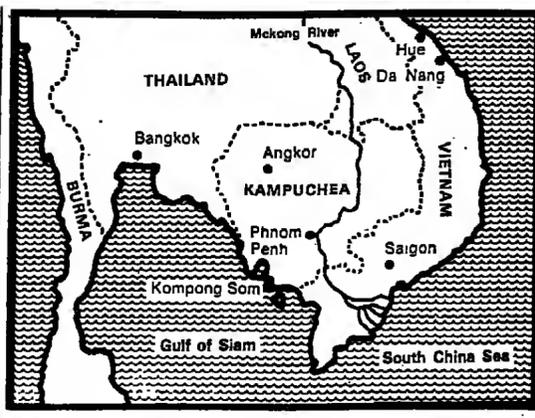 Mekong River
LAOS
Hue
Da Nang
THAILAND
Bangkok
Angkor
KAMPUCHEA
VIETNAM
BURMA
Phnom
Penh
Saigon
Kompong Som
Gulf of Siam
South China Sea